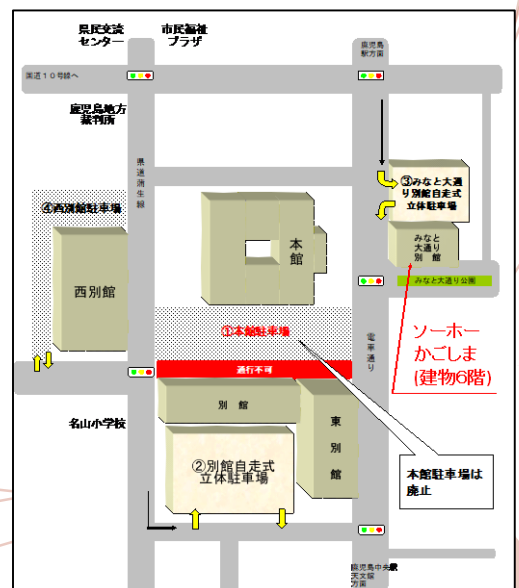 県民交流
センター
市民福祉
プラザ
鹿児島
駅方面
国道10号線へ
鹿児島地方
裁判所
県道蒲生線
③みなと大通
り別館自走式
立体駐車場
④西別館駐車場
本館
みなと
大通り
別館
西別館
みなと大通り公園
①本館駐車場
電車通り
ソーホー
かごしま
(建物6階)
通行不可
別 館
名山小学校
東別館
②別館自走式
立体駐車場
本館駐車場は
廃止
鹿児島中央駅
天文館
方面